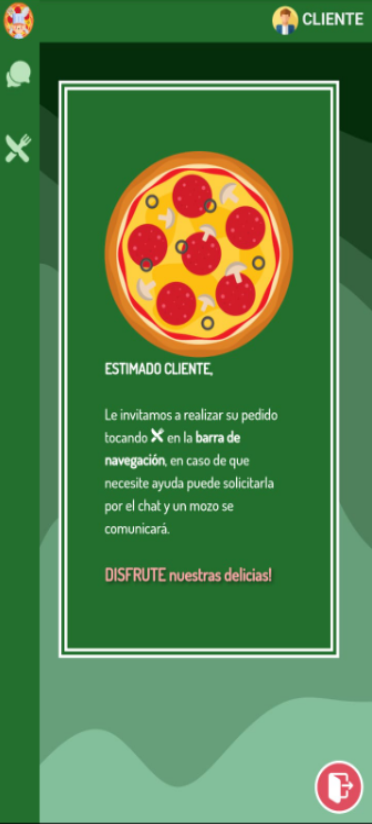 CLIENTE
ESTIMADO CLIENTE,
Le invitamos a realizar su pedido
tocando en la barra de
navegación, en caso de que
necesite ayuda puede solicitarla
por el chat y un mozo se
comunicará.
DISFRUTE nuestras delicias!